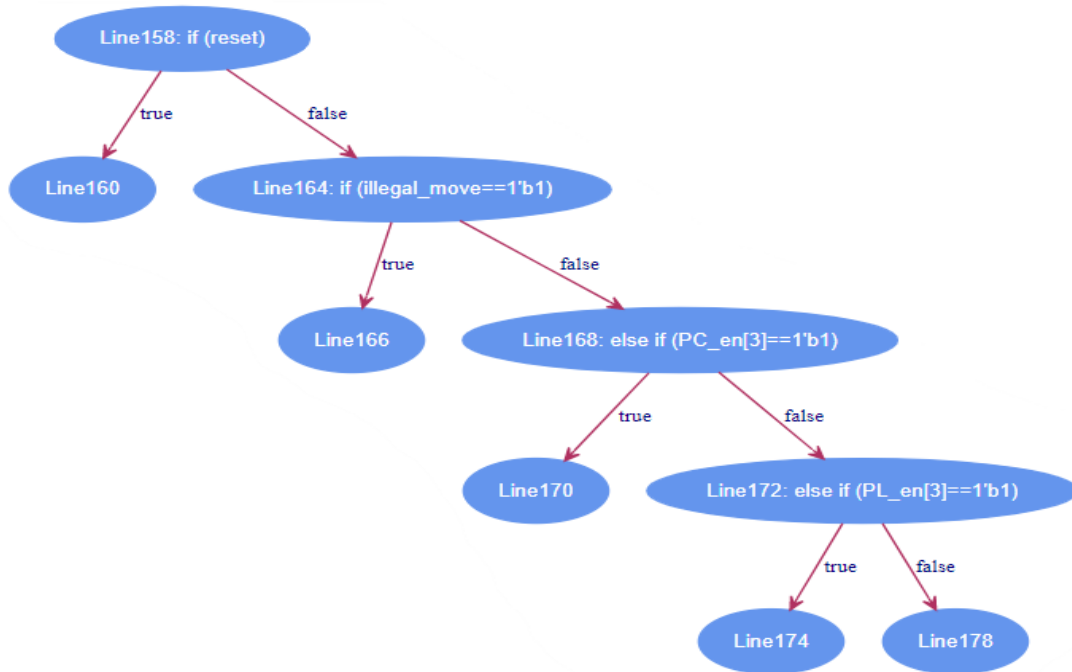 Line158: if (reset)
true
false
Line160
Line164: if (illegal_move==1'b1)
true
false
Line166
Line168: else if (PC_en[3]==1'b1)
true
false
Line170
Line172: else if (PL_en[3]==1'b1)
true
false
Line174
Line178